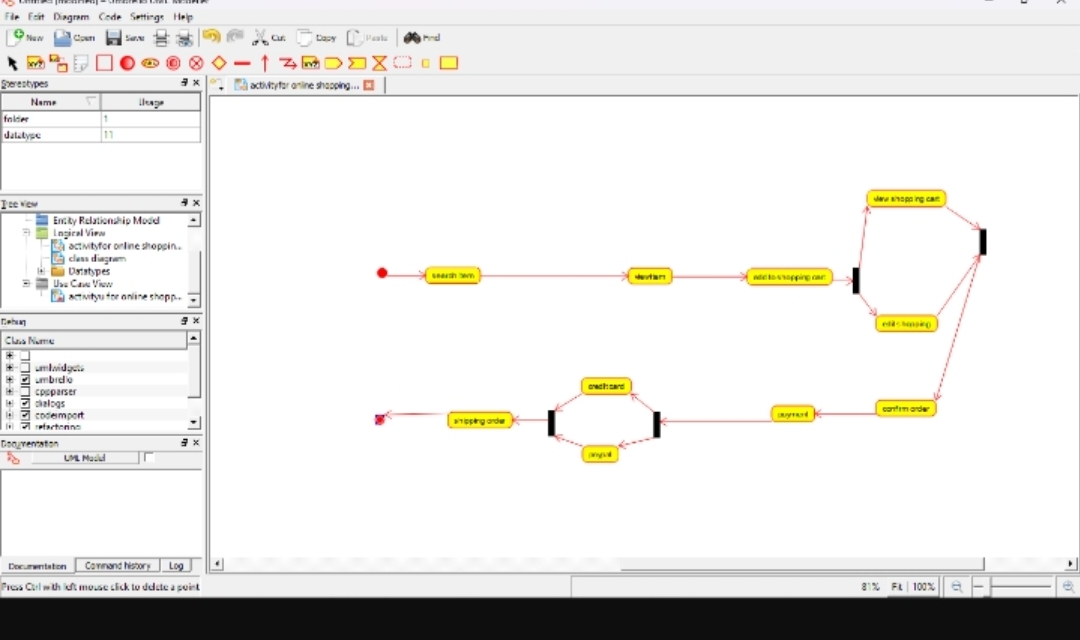 Untitled [modified] - Umbrello UML Modeller
File Edit Diagram Code Settings Help
New Open Save Cut Copy Paste Find
Stereotypes
Name Usage
folder 1
datatype 11
Tree View
Entity Relationship Model
Logical View
activityfor online shoppin...
class diagram
Datatypes
Use Case View
activityu for online shopp...
Debug
Class Name
umlwidgets
umbrello
cppparser
dialogs
codeimport
refactoring
Documentation
UML Model
Documentation Command history Log
Press Ctrl with left mouse click to delete a point
activityfor online shopping...
view shopping cart
search item
viewitem
add to shopping cart
credit card
confirm order
payment
shipping order
paypal
81% Fit 100%